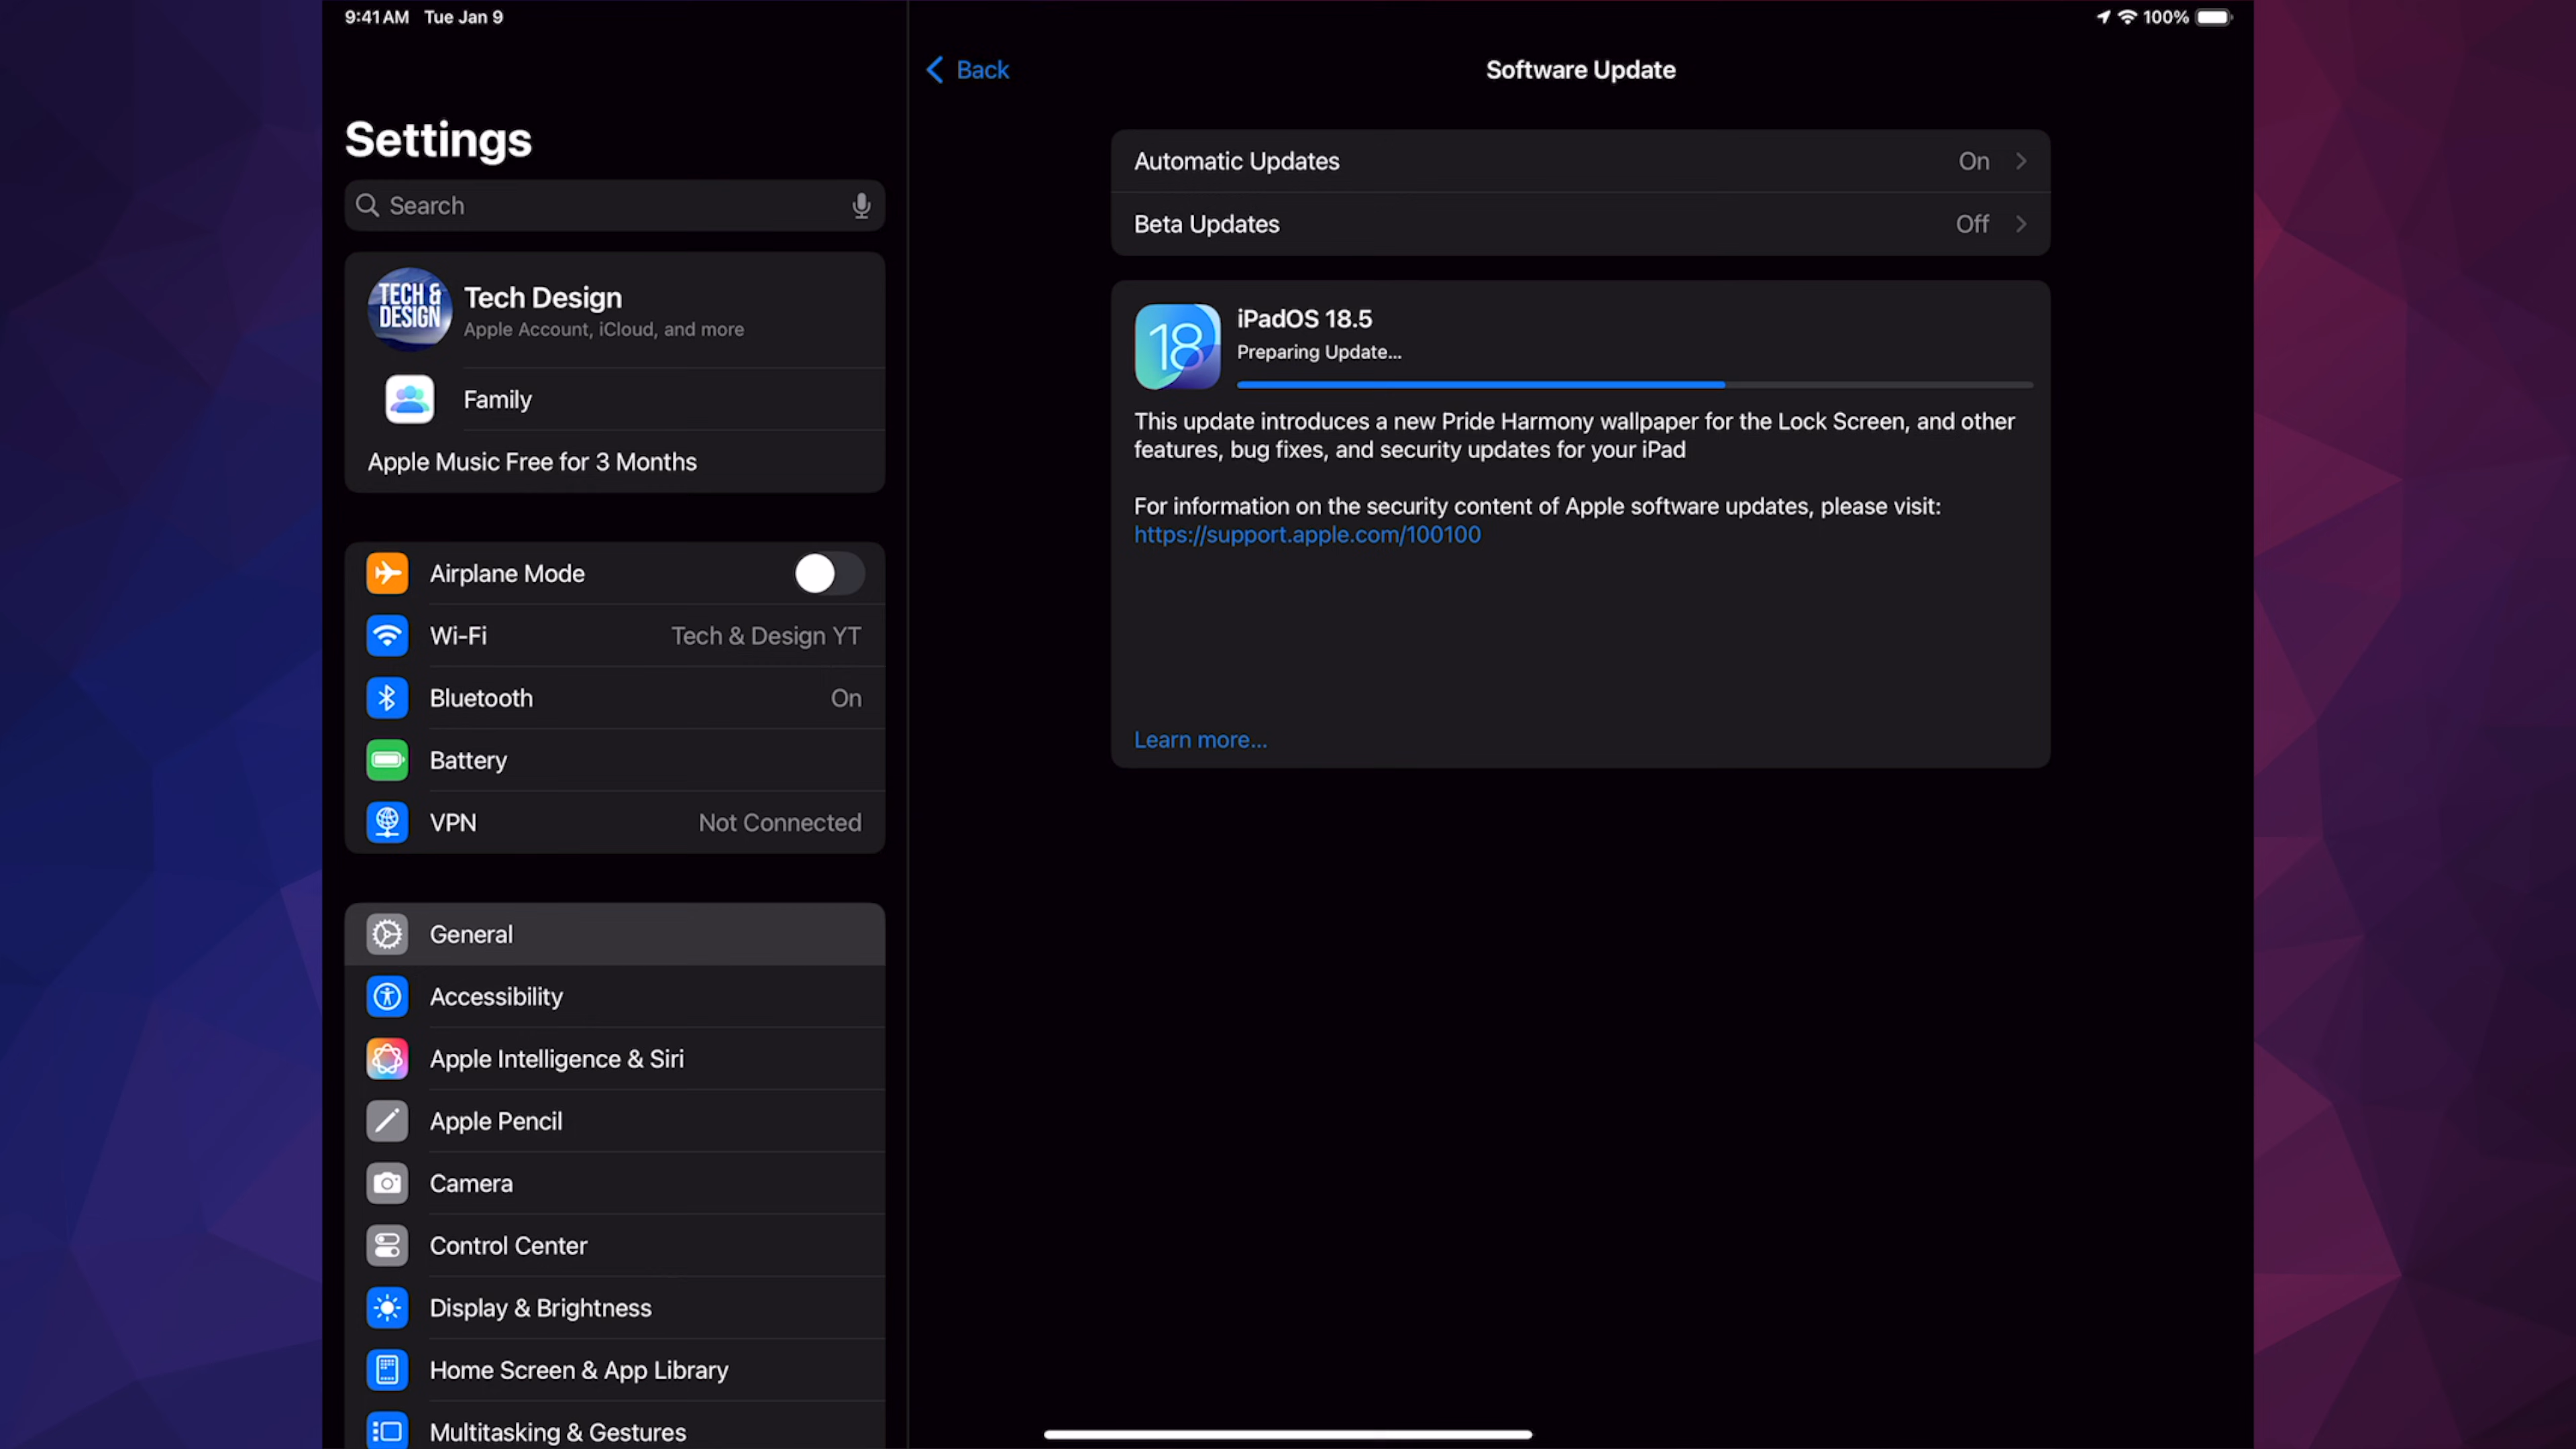 9:41 AM Tue Jan 9
100%
Settings
Search
TECH &
DESIGN
Tech Design
Apple Account, iCloud, and more
Family
Apple Music Free for 3 Months
Airplane Mode
Wi-Fi Tech & Design YT
Bluetooth On
Battery
VPN Not Connected
General
Accessibility
Apple Intelligence & Siri
Apple Pencil
Camera
Control Center
Display & Brightness
Home Screen & App Library
Multitasking & Gestures
Back
Software Update
Automatic Updates On
Beta Updates Off
18
iPadOS 18.5
Preparing Update...
This update introduces a new Pride Harmony wallpaper for the Lock Screen, and other
features, bug fixes, and security updates for your iPad
For information on the security content of Apple software updates, please visit:
https://support.apple.com/100100
Learn more...